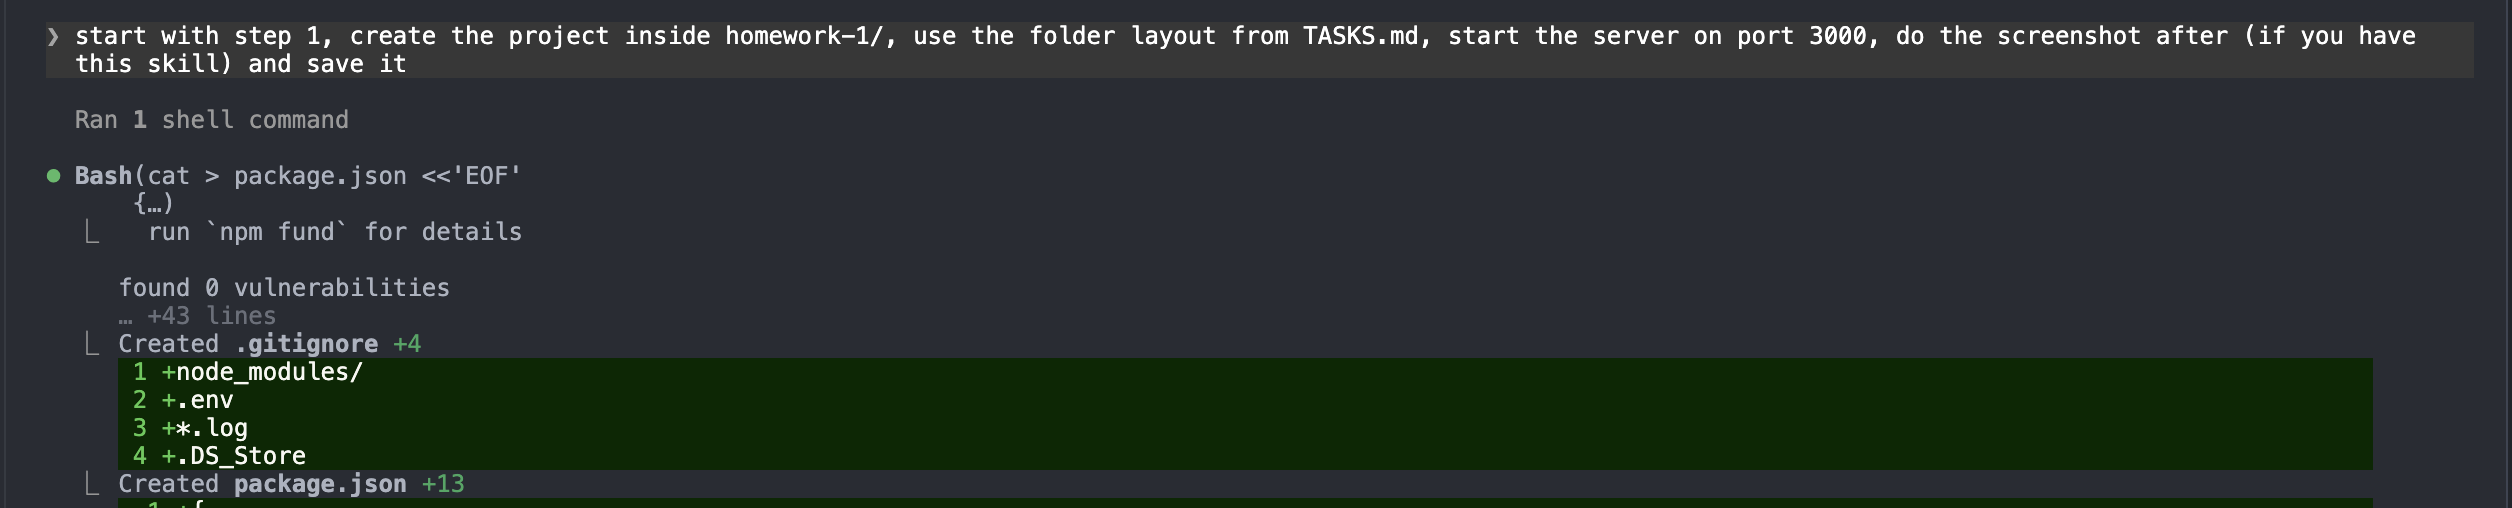 ❯ start with step 1, create the project inside homework-1/, use the folder layout from TASKS.md, start the server on port 3000, do the screenshot after (if you have
this skill) and save it
Ran 1 shell command
● Bash(cat > package.json <<'EOF'
{…)
⎿ run `npm fund` for details
found 0 vulnerabilities
… +43 lines
⎿ Created .gitignore +4
1 +node_modules/
2 +.env
3 +*.log
4 +.DS_Store
⎿ Created package.json +13
1 +{